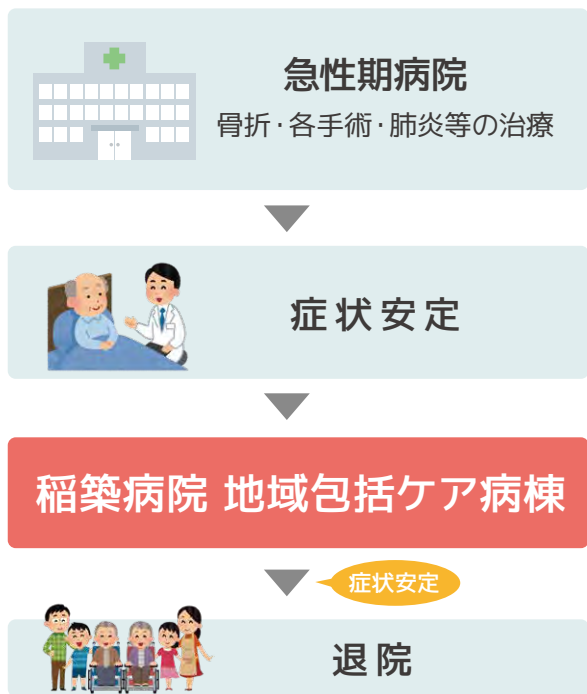 急性期病院
骨折・各手術・肺炎等の治療
症状安定
稲築病院 地域包括ケア病棟
症状安定
退院